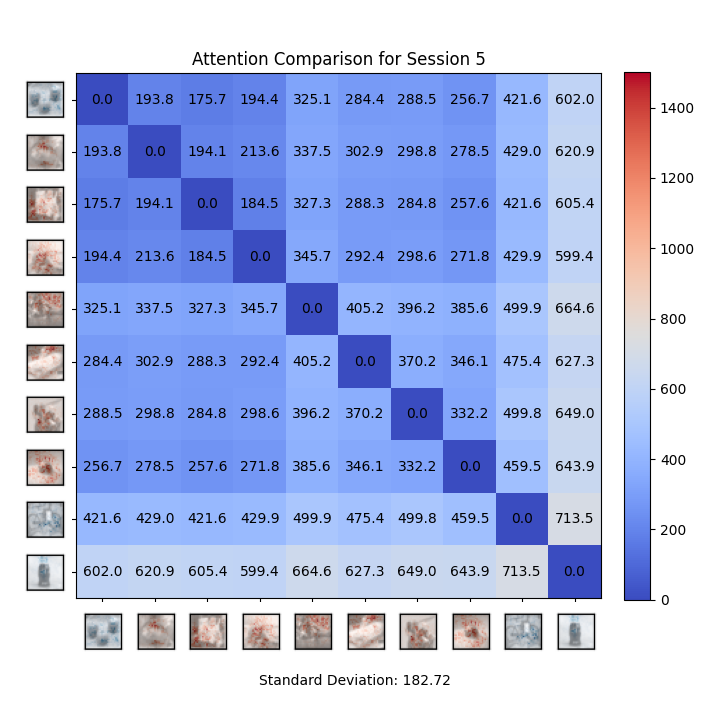 Attention Comparison for Session 5
0.0 193.8 175.7 194.4 325.1 284.4 288.5 256.7 421.6 602.0
193.8 0.0 194.1 213.6 337.5 302.9 298.8 278.5 429.0 620.9
175.7 194.1 0.0 184.5 327.3 288.3 284.8 257.6 421.6 605.4
194.4 213.6 184.5 0.0 345.7 292.4 298.6 271.8 429.9 599.4
325.1 337.5 327.3 345.7 0.0 405.2 396.2 385.6 499.9 664.6
284.4 302.9 288.3 292.4 405.2 0.0 370.2 346.1 475.4 627.3
288.5 298.8 284.8 298.6 396.2 370.2 0.0 332.2 499.8 649.0
256.7 278.5 257.6 271.8 385.6 346.1 332.2 0.0 459.5 643.9
421.6 429.0 421.6 429.9 499.9 475.4 499.8 459.5 0.0 713.5
602.0 620.9 605.4 599.4 664.6 627.3 649.0 643.9 713.5 0.0
1400
1200
1000
800
600
400
200
0
Standard Deviation: 182.72